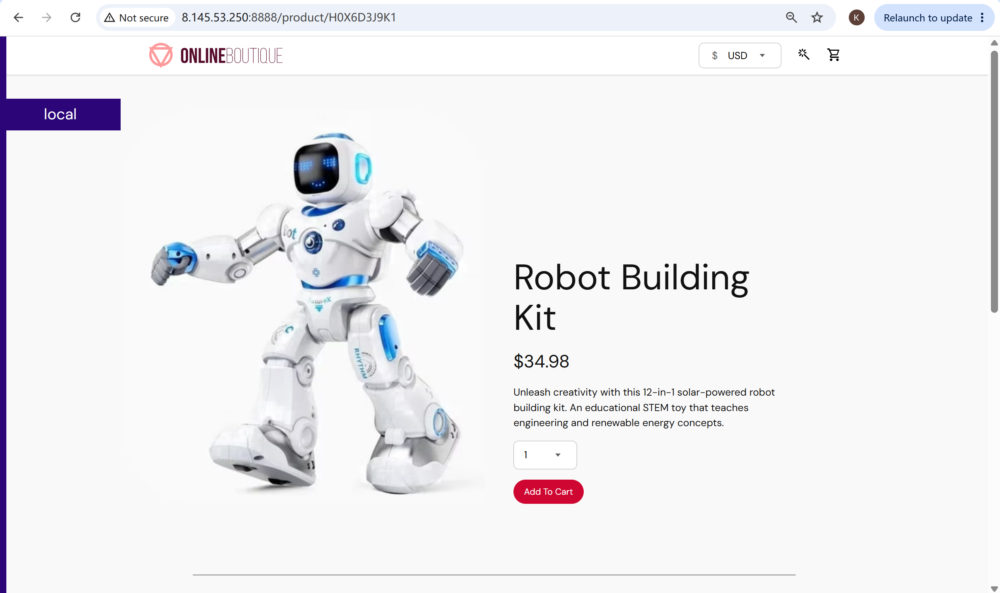 Not secure
8.145.53.250:8888/product/H0X6D3J9K1
K
Relaunch to update
ONLINEBOUTIQUE
$ USD
local
Bot
FutureX
C
RHYTHM
Robot Building
Kit
$34.98
Unleash creativity with this 12-in-1 solar-powered robot
building kit. An educational STEM toy that teaches
engineering and renewable energy concepts.
1
Add To Cart